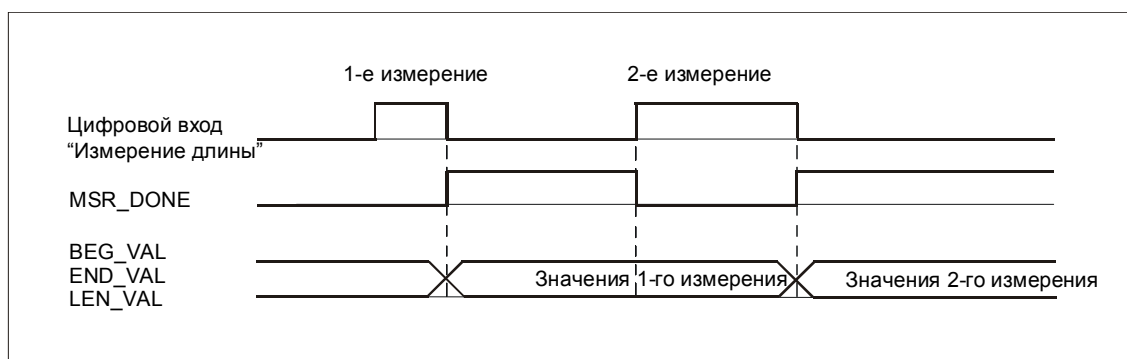 1-е измерение 2-е измерение
Цифровой вход
“Измерение длины”
MSR_DONE
BEG_VAL
END_VAL Значения 1-го измерения Значения 2-го измерения
LEN_VAL